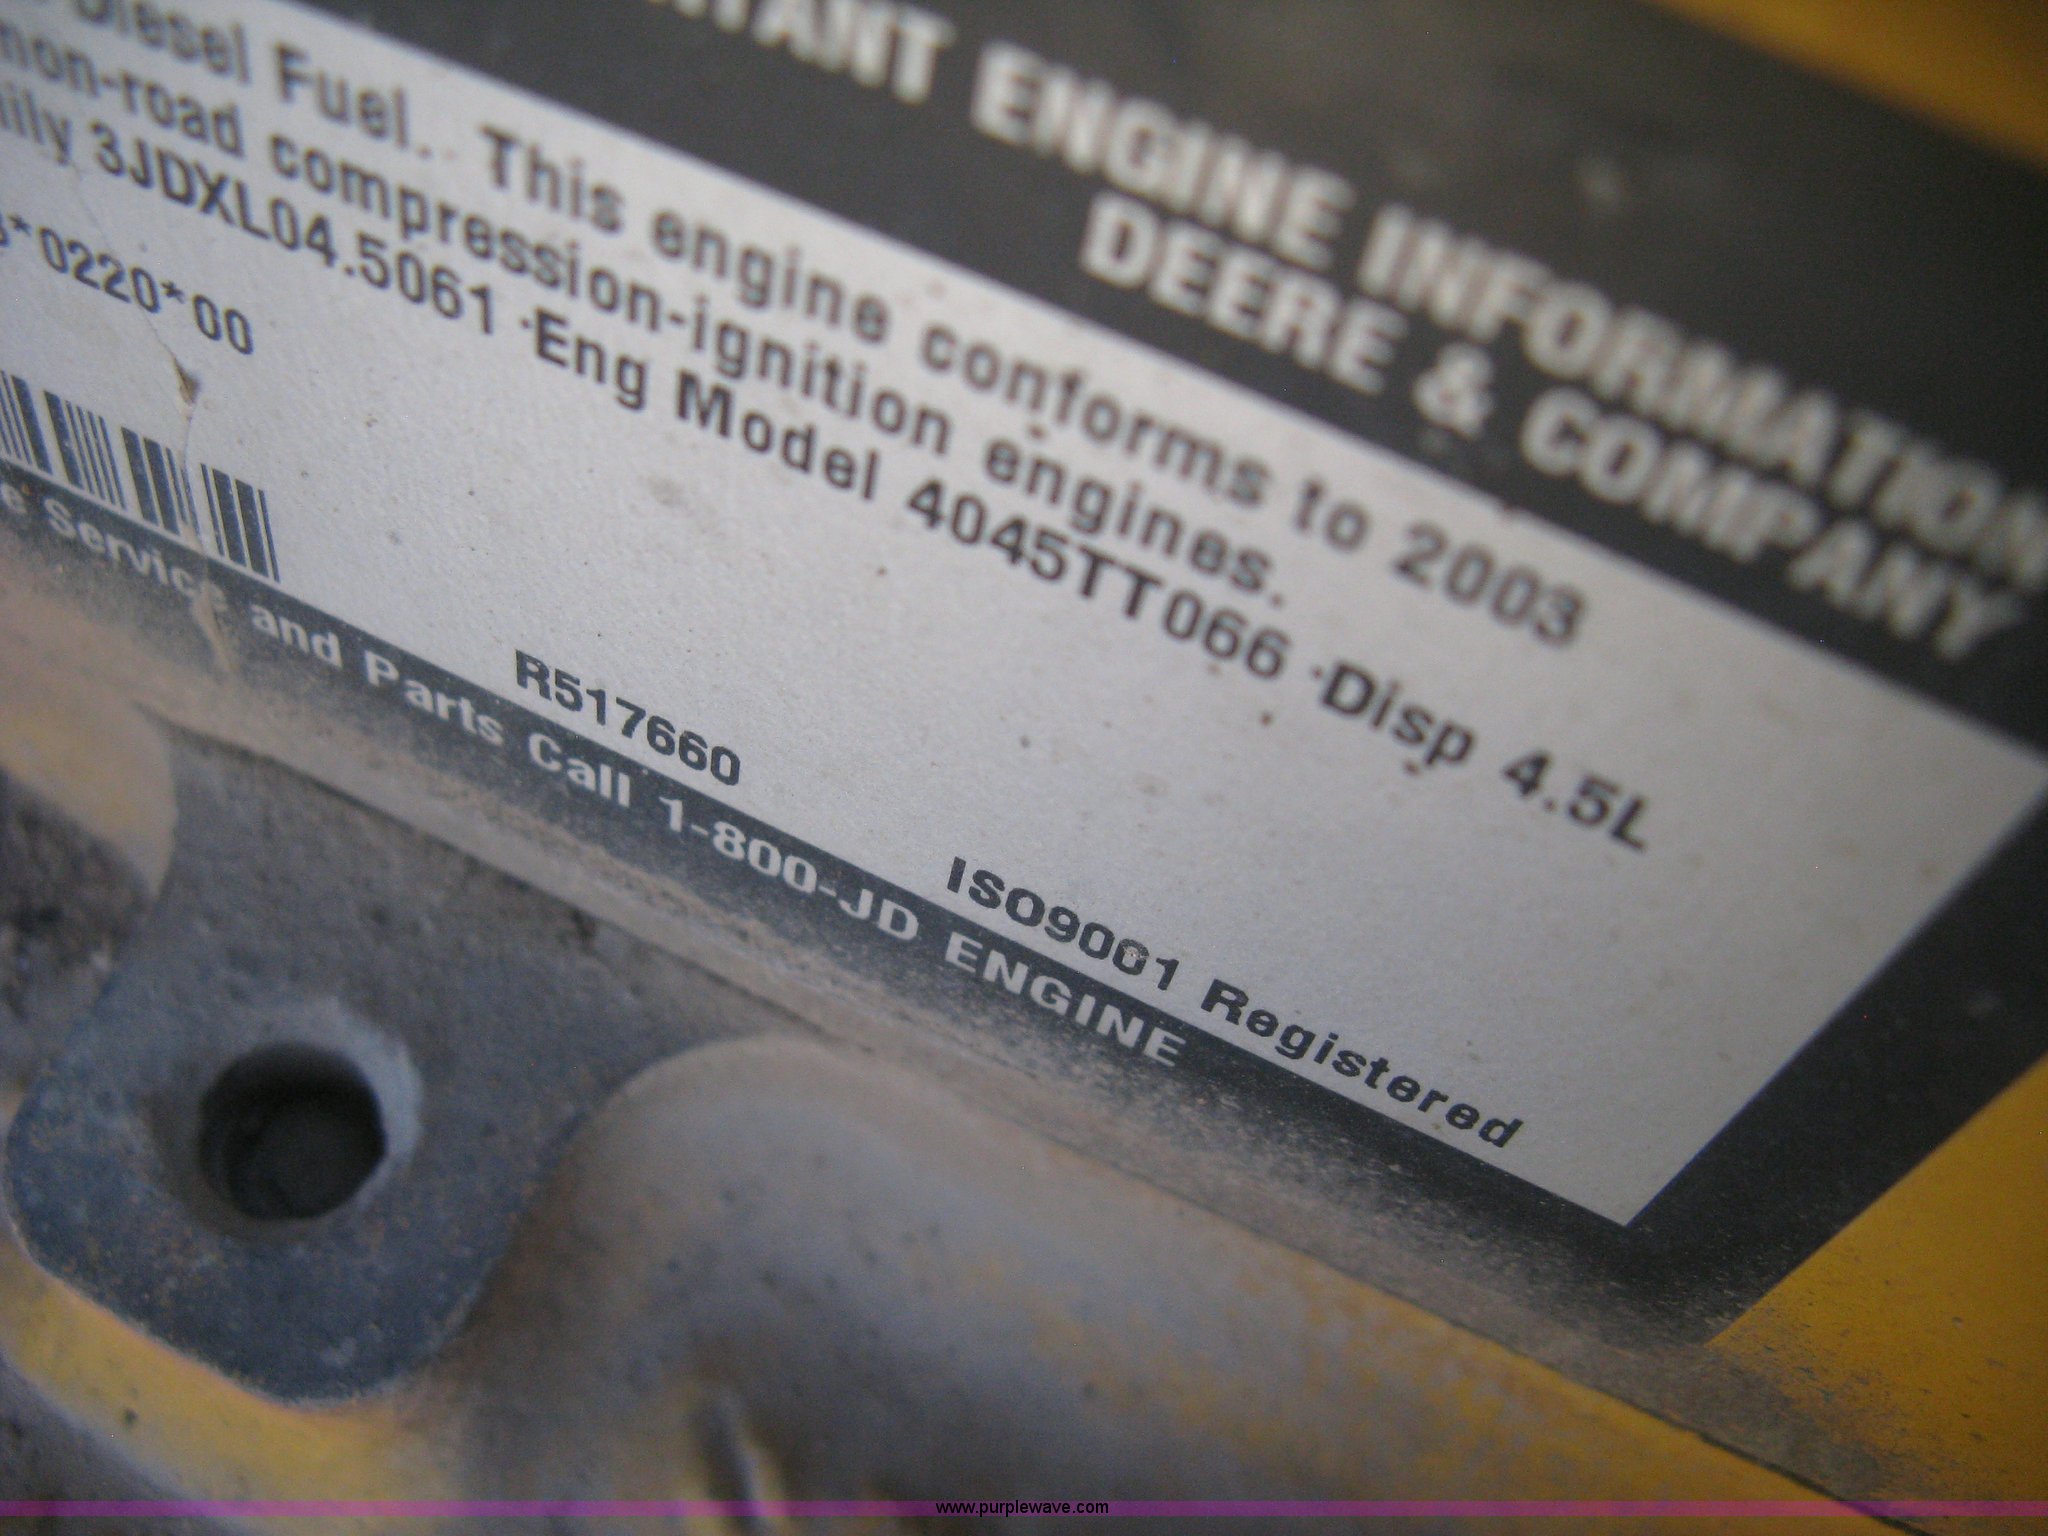 ENGINE INFORMATION
DEERE & COMPANY
Diesel Fuel. This engine conforms to 2003
non-road compression-ignition engines.
3JDXL04.5061 ·Eng Model 4045TT066 ·Disp 4.5L
*0220*00
R517660 ISO9001 Registered
Service and Parts Call 1-800-JD ENGINE
www.purplewave.com